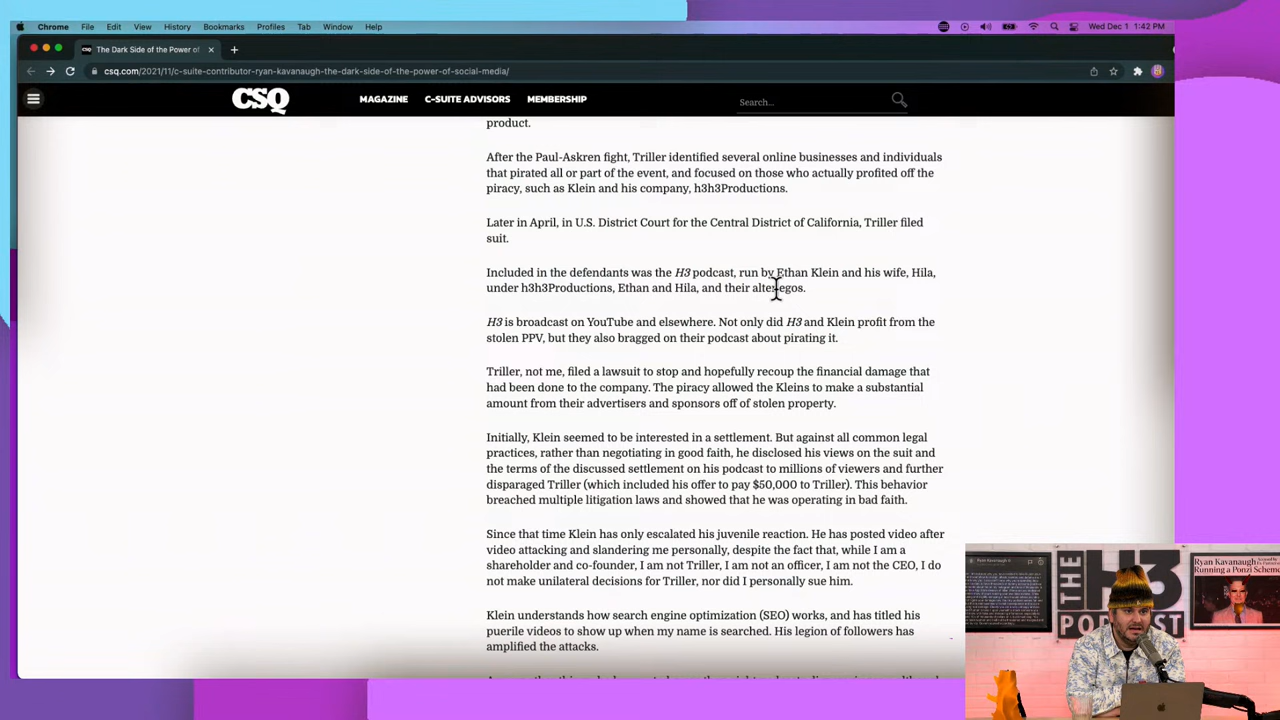 Chrome File Edit View History Bookmarks Profiles Tab Window Help Wed Dec 1 1:42 PM
The Dark Side of the Power of
csq.com/2021/11/c-suite-contributor-ryan-kavanaugh-the-dark-side-of-the-power-of-social-media/
CSQ MAGAZINE C-SUITE ADVISORS MEMBERSHIP Search...
product.
After the Paul-Askren fight, Triller identified several online businesses and individuals
that pirated all or part of the event, and focused on those who actually profited off the
piracy, such as Klein and his company, h3h3Productions.
Later in April, in U.S. District Court for the Central District of California, Triller filed
suit.
Included in the defendants was the H3 podcast, run by Ethan Klein and his wife, Hila,
under h3h3Productions, Ethan and Hila, and their alter egos.
H3 is broadcast on YouTube and elsewhere. Not only did H3 and Klein profit from the
stolen PPV, but they also bragged on their podcast about pirating it.
Triller, not me, filed a lawsuit to stop and hopefully recoup the financial damage that
had been done to the company. The piracy allowed the Kleins to make a substantial
amount from their advertisers and sponsors off of stolen property.
Initially, Klein seemed to be interested in a settlement. But against all common legal
practices, rather than negotiating in good faith, he disclosed his views on the suit and
the terms of the discussed settlement on his podcast to millions of viewers and further
disparaged Triller (which included his offer to pay $50,000 to Triller). This behavior
breached multiple litigation laws and showed that he was operating in bad faith.
Since that time Klein has only escalated his juvenile reaction. He has posted video after
video attacking and slandering me personally, despite the fact that, while I am a
shareholder and co-founder, I am not Triller, I am not an officer, I am not the CEO, I do
not make unilateral decisions for Triller, nor did I personally sue him.
Klein understands how search engine optimization (SEO) works, and has titled his
puerile videos to show up when my name is searched. His legion of followers has
amplified the attacks.
THE H3 PODCAST
Ryan Kavanaugh
Running a Ponzi Scheme